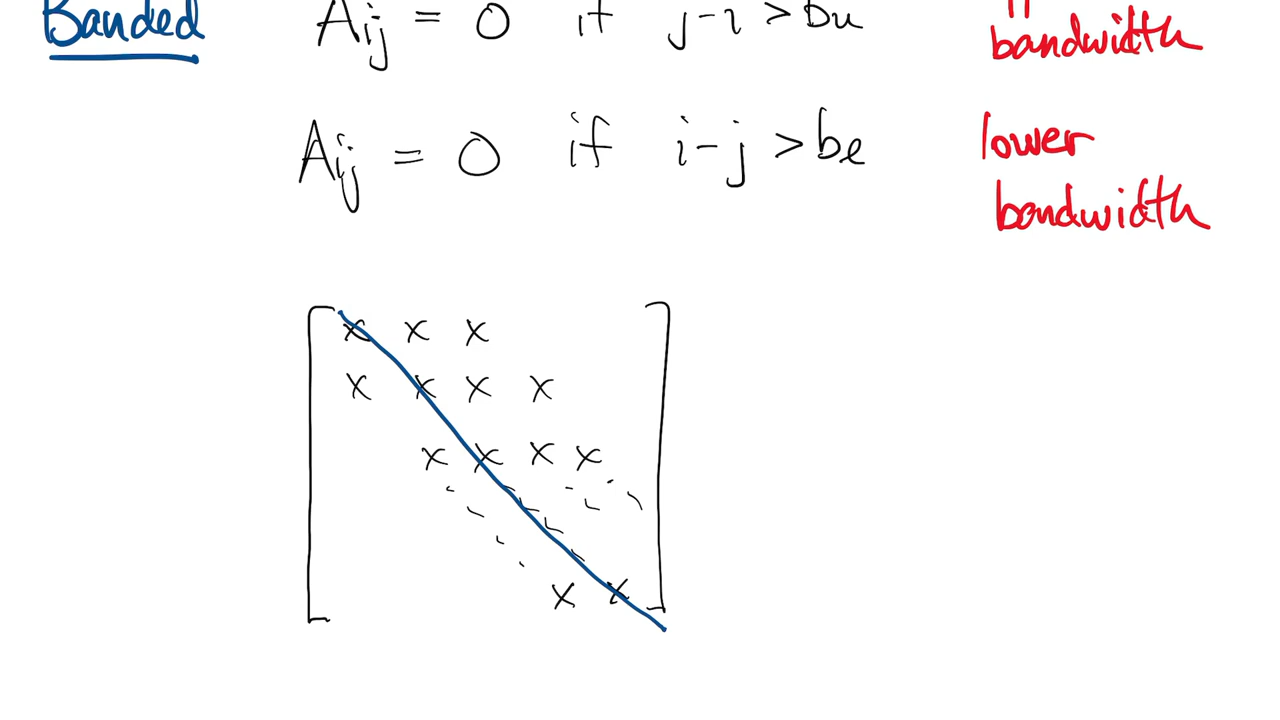 Banded Aij = 0 if j-i > bu
bandwidth
Aij = 0 if i-j > bl lower
bandwidth
x x x
x x x x
x x x x
x x